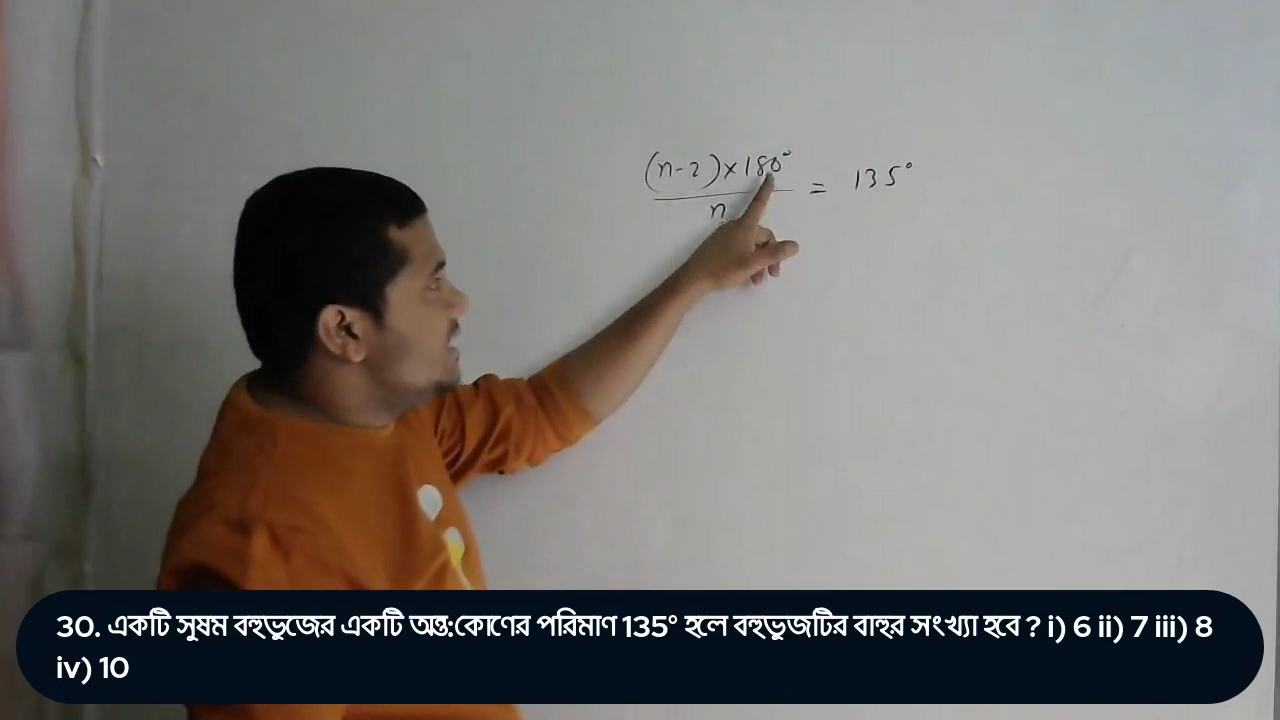 (n-2)×180° = 135°
n
30. একটি সুষম বহুভুজের একটি অন্ত:কোণের পরিমাণ 135° হলে বহুভুজটির বাহুর সংখ্যা হবে ? i) 6 ii) 7 iii) 8
iv) 10